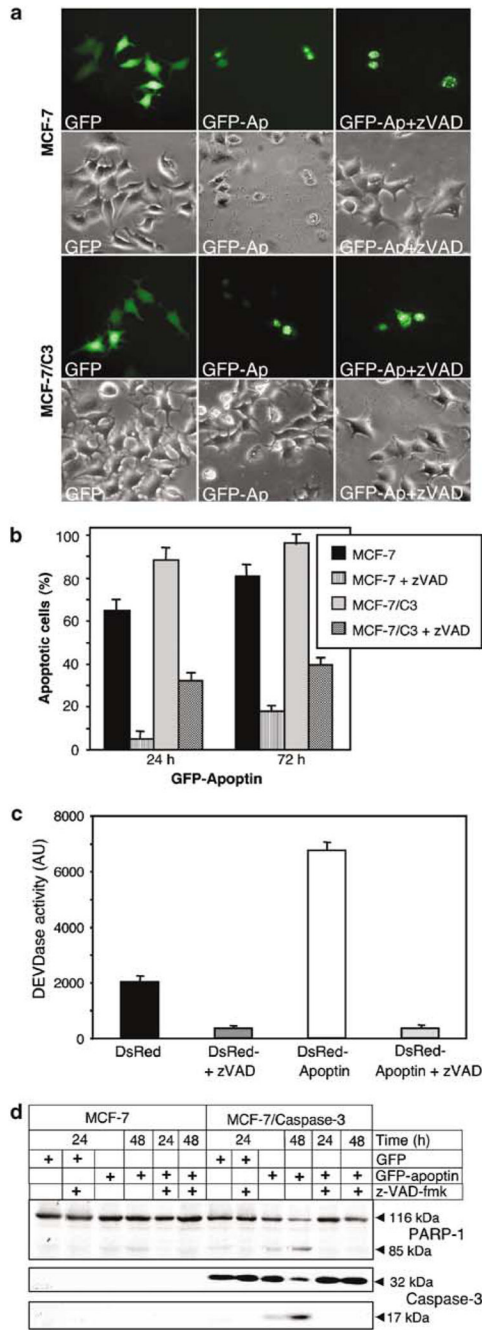 a
MCF-7
GFP GFP-Ap GFP-Ap+zVAD
GFP GFP-Ap GFP-Ap+zVAD
MCF-7/C3
GFP GFP-Ap GFP-Ap+zVAD
GFP GFP-Ap GFP-Ap+zVAD
b
Apoptotic cells (%)
100
80
60
40
20
0
24 h 72 h
GFP-Apoptin
MCF-7
MCF-7 + zVAD
MCF-7/C3
MCF-7/C3 + zVAD
c
DEVDase activity (AU)
8000
6000
4000
2000
0
DsRed DsRed- DsRed- DsRed-
+ zVAD Apoptin Apoptin + zVAD
d
MCF-7 MCF-7/Caspase-3
24 48 24 48 24 48 24 48 Time (h)
+ + + + GFP
+ + + + + + + + GFP-apoptin
+ + + + + + z-VAD-fmk
116 kDa
PARP-1
85 kDa
32 kDa
Caspase-3
17 kDa